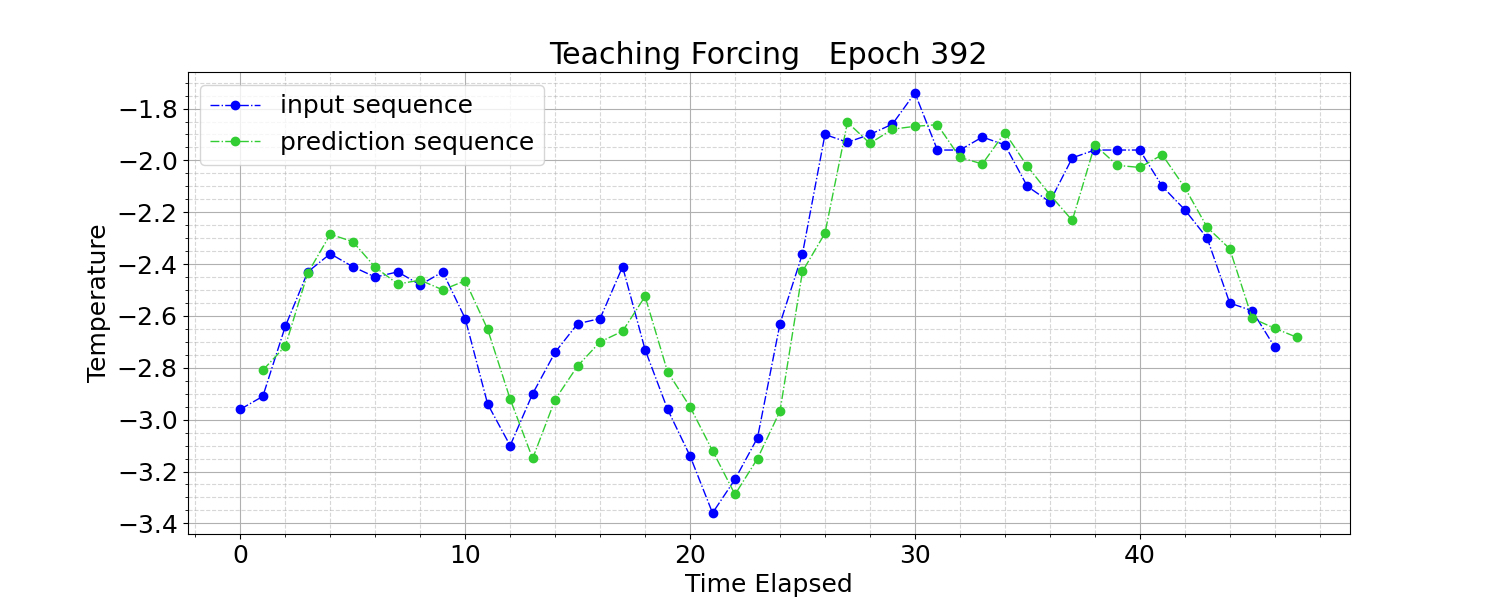 Teaching Forcing   Epoch 392
input sequence
prediction sequence
Temperature
−1.8
−2.0
−2.2
−2.4
−2.6
−2.8
−3.0
−3.2
−3.4
0 10 20 30 40
Time Elapsed